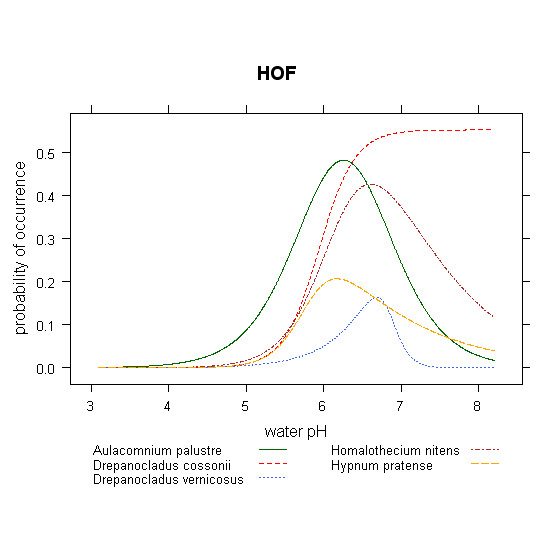 HOF
probability of occurrence
0.5
0.4
0.3
0.2
0.1
0.0
3 4 5 6 7 8
water pH
Aulacomnium palustre Homalothecium nitens
Drepanocladus cossonii Hypnum pratense
Drepanocladus vernicosus